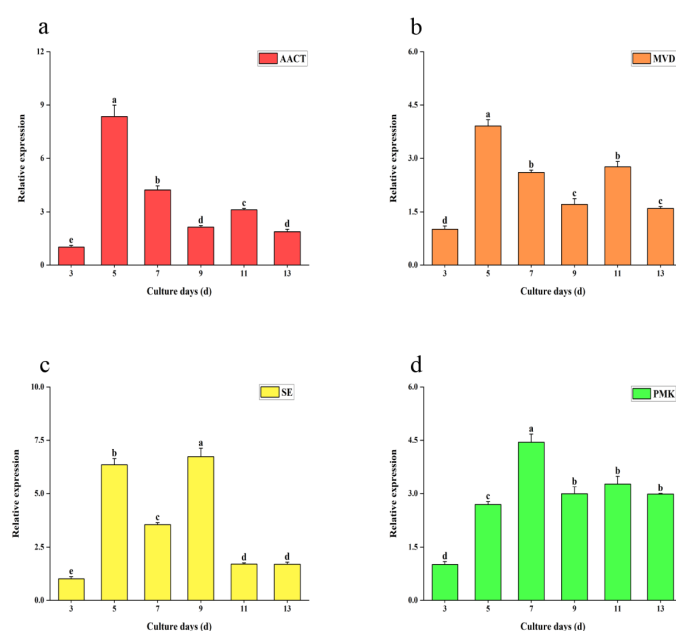 a
AACT
12
9
6
3
0
Relative expression
e
a
b
d
c
d
3 5 7 9 11 13
Culture days (d)
b
MVD
6.0
4.5
3.0
1.5
0.0
Relative expression
d
a
b
c
b
c
3 5 7 9 11 13
Culture days (d)
c
SE
10.0
7.5
5.0
2.5
0.0
Relative expression
e
b
c
a
d
d
3 5 7 9 11 13
Culture days (d)
d
PMK
6.0
4.5
3.0
1.5
0.0
Relative expression
d
c
a
b
b
b
3 5 7 9 11 13
Culture days (d)